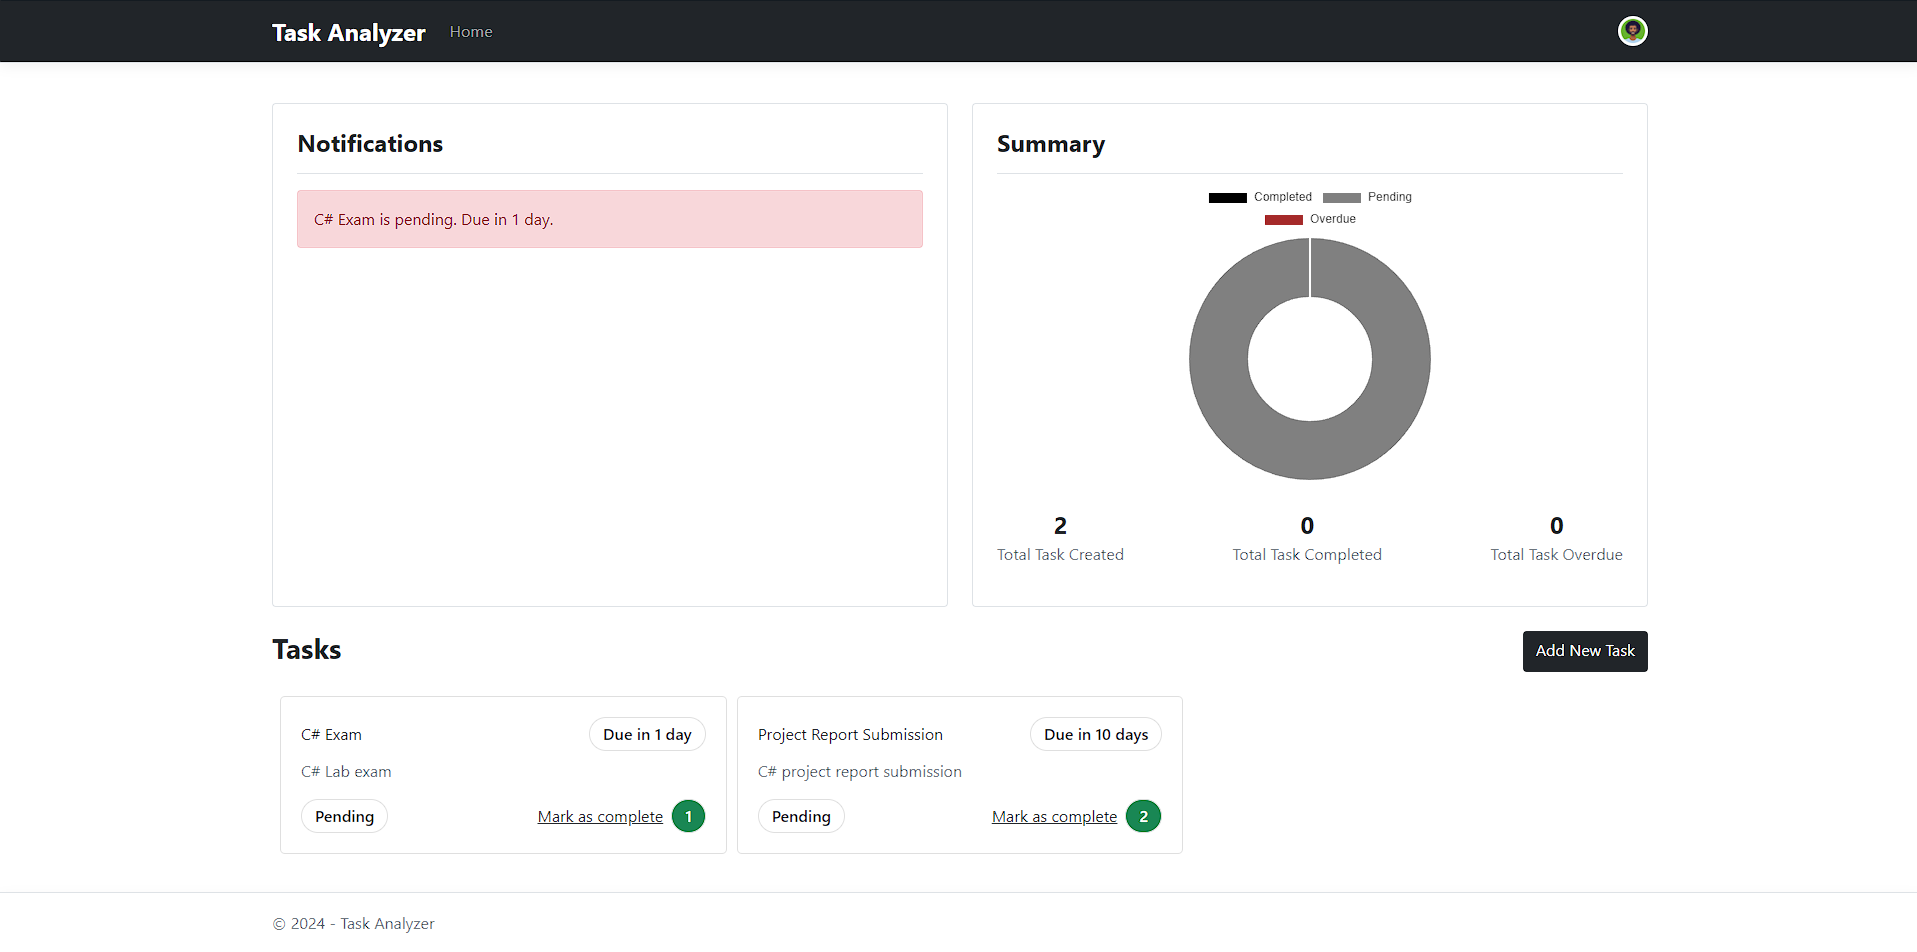 Task Analyzer Home
Notifications
C# Exam is pending. Due in 1 day.
Summary
Completed Pending
Overdue
2 0 0
Total Task Created Total Task Completed Total Task Overdue
Tasks
Add New Task
C# Exam Due in 1 day
C# Lab exam
Pending Mark as complete 1
Project Report Submission Due in 10 days
C# project report submission
Pending Mark as complete 2
© 2024 - Task Analyzer